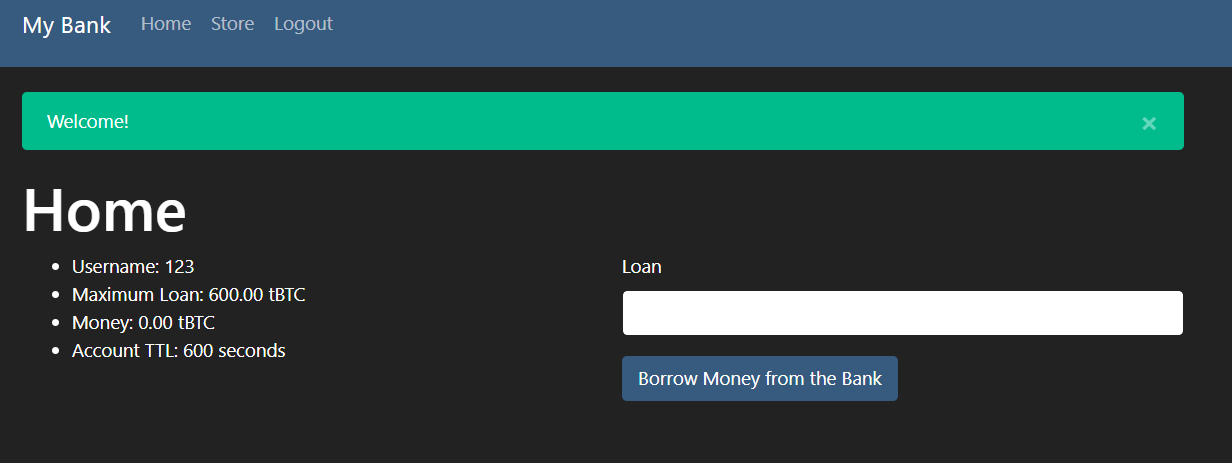 My Bank Home Store Logout
Welcome! ×
Home
Username: 123
Maximum Loan: 600.00 tBTC
Money: 0.00 tBTC
Account TTL: 600 seconds
Loan
Borrow Money from the Bank